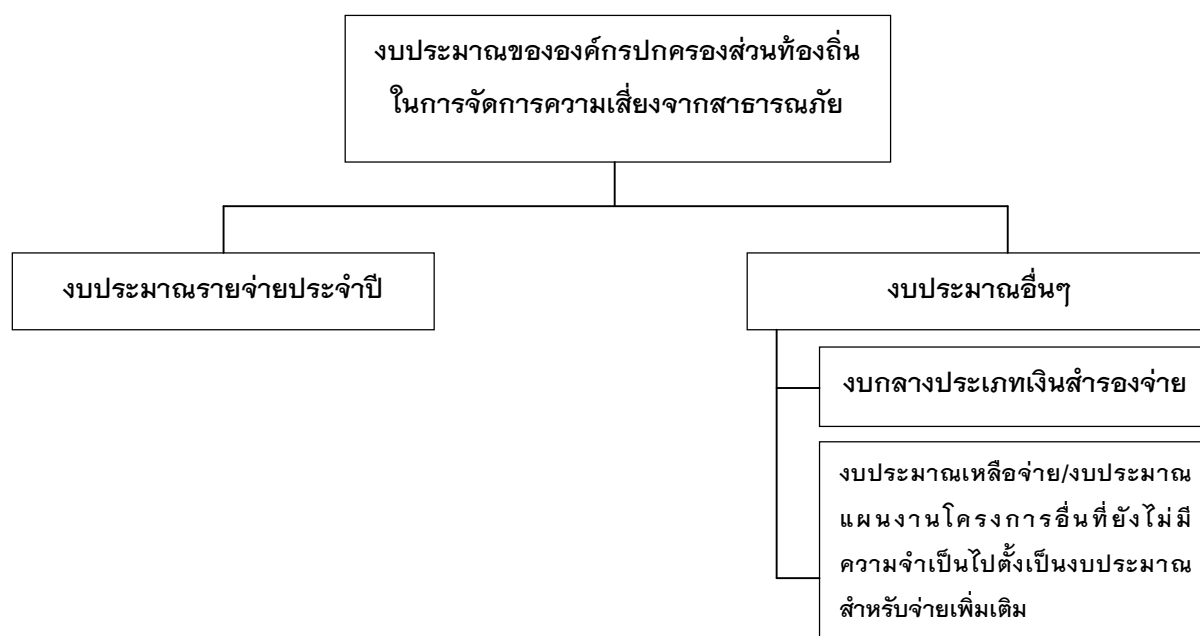 งบประมาณขององค์กรปกครองส่วนท้องถิ่น
ในการจัดการความเสี่ยงจากสาธารณภัย
งบประมาณรายจ่ายประจำปี
งบประมาณอื่นๆ
งบกลางประเภทเงินสำรองจ่าย
งบประมาณเหลือจ่าย/งบประมาณ
แผนงานโครงการอื่นที่ยังไม่มี
ความจำเป็นไปตั้งเป็นงบประมาณ
สำหรับจ่ายเพิ่มเติม